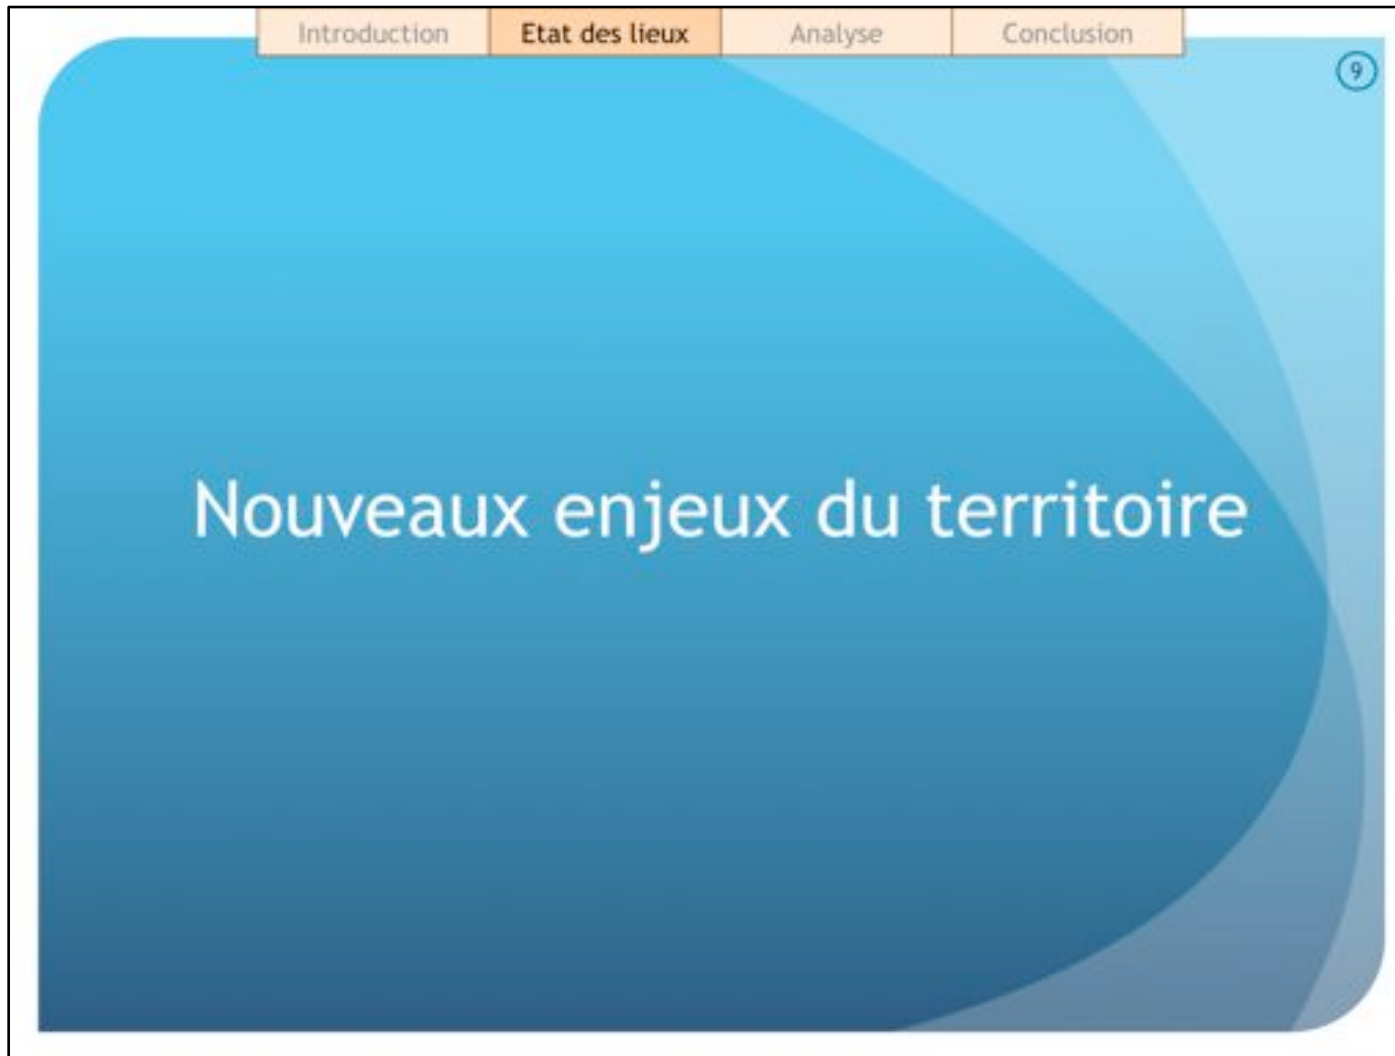 Introduction Etat des lieux Analyse Conclusion
9
Nouveaux enjeux du territoire